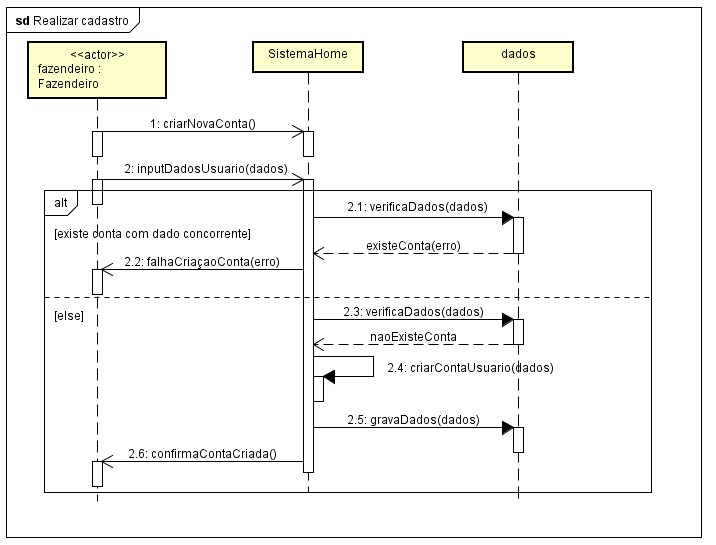 sd Realizar cadastro
<<actor>>
fazendeiro :
Fazendeiro
SistemaHome
dados
1: criarNovaConta()
2: inputDadosUsuario(dados)
alt
2.1: verificaDados(dados)
[existe conta com dado concorrente]
existeConta(erro)
2.2: falhaCriaçaoConta(erro)
[else]
2.3: verificaDados(dados)
naoExisteConta
2.4: criarContaUsuario(dados)
2.5: gravaDados(dados)
2.6: confirmaContaCriada()